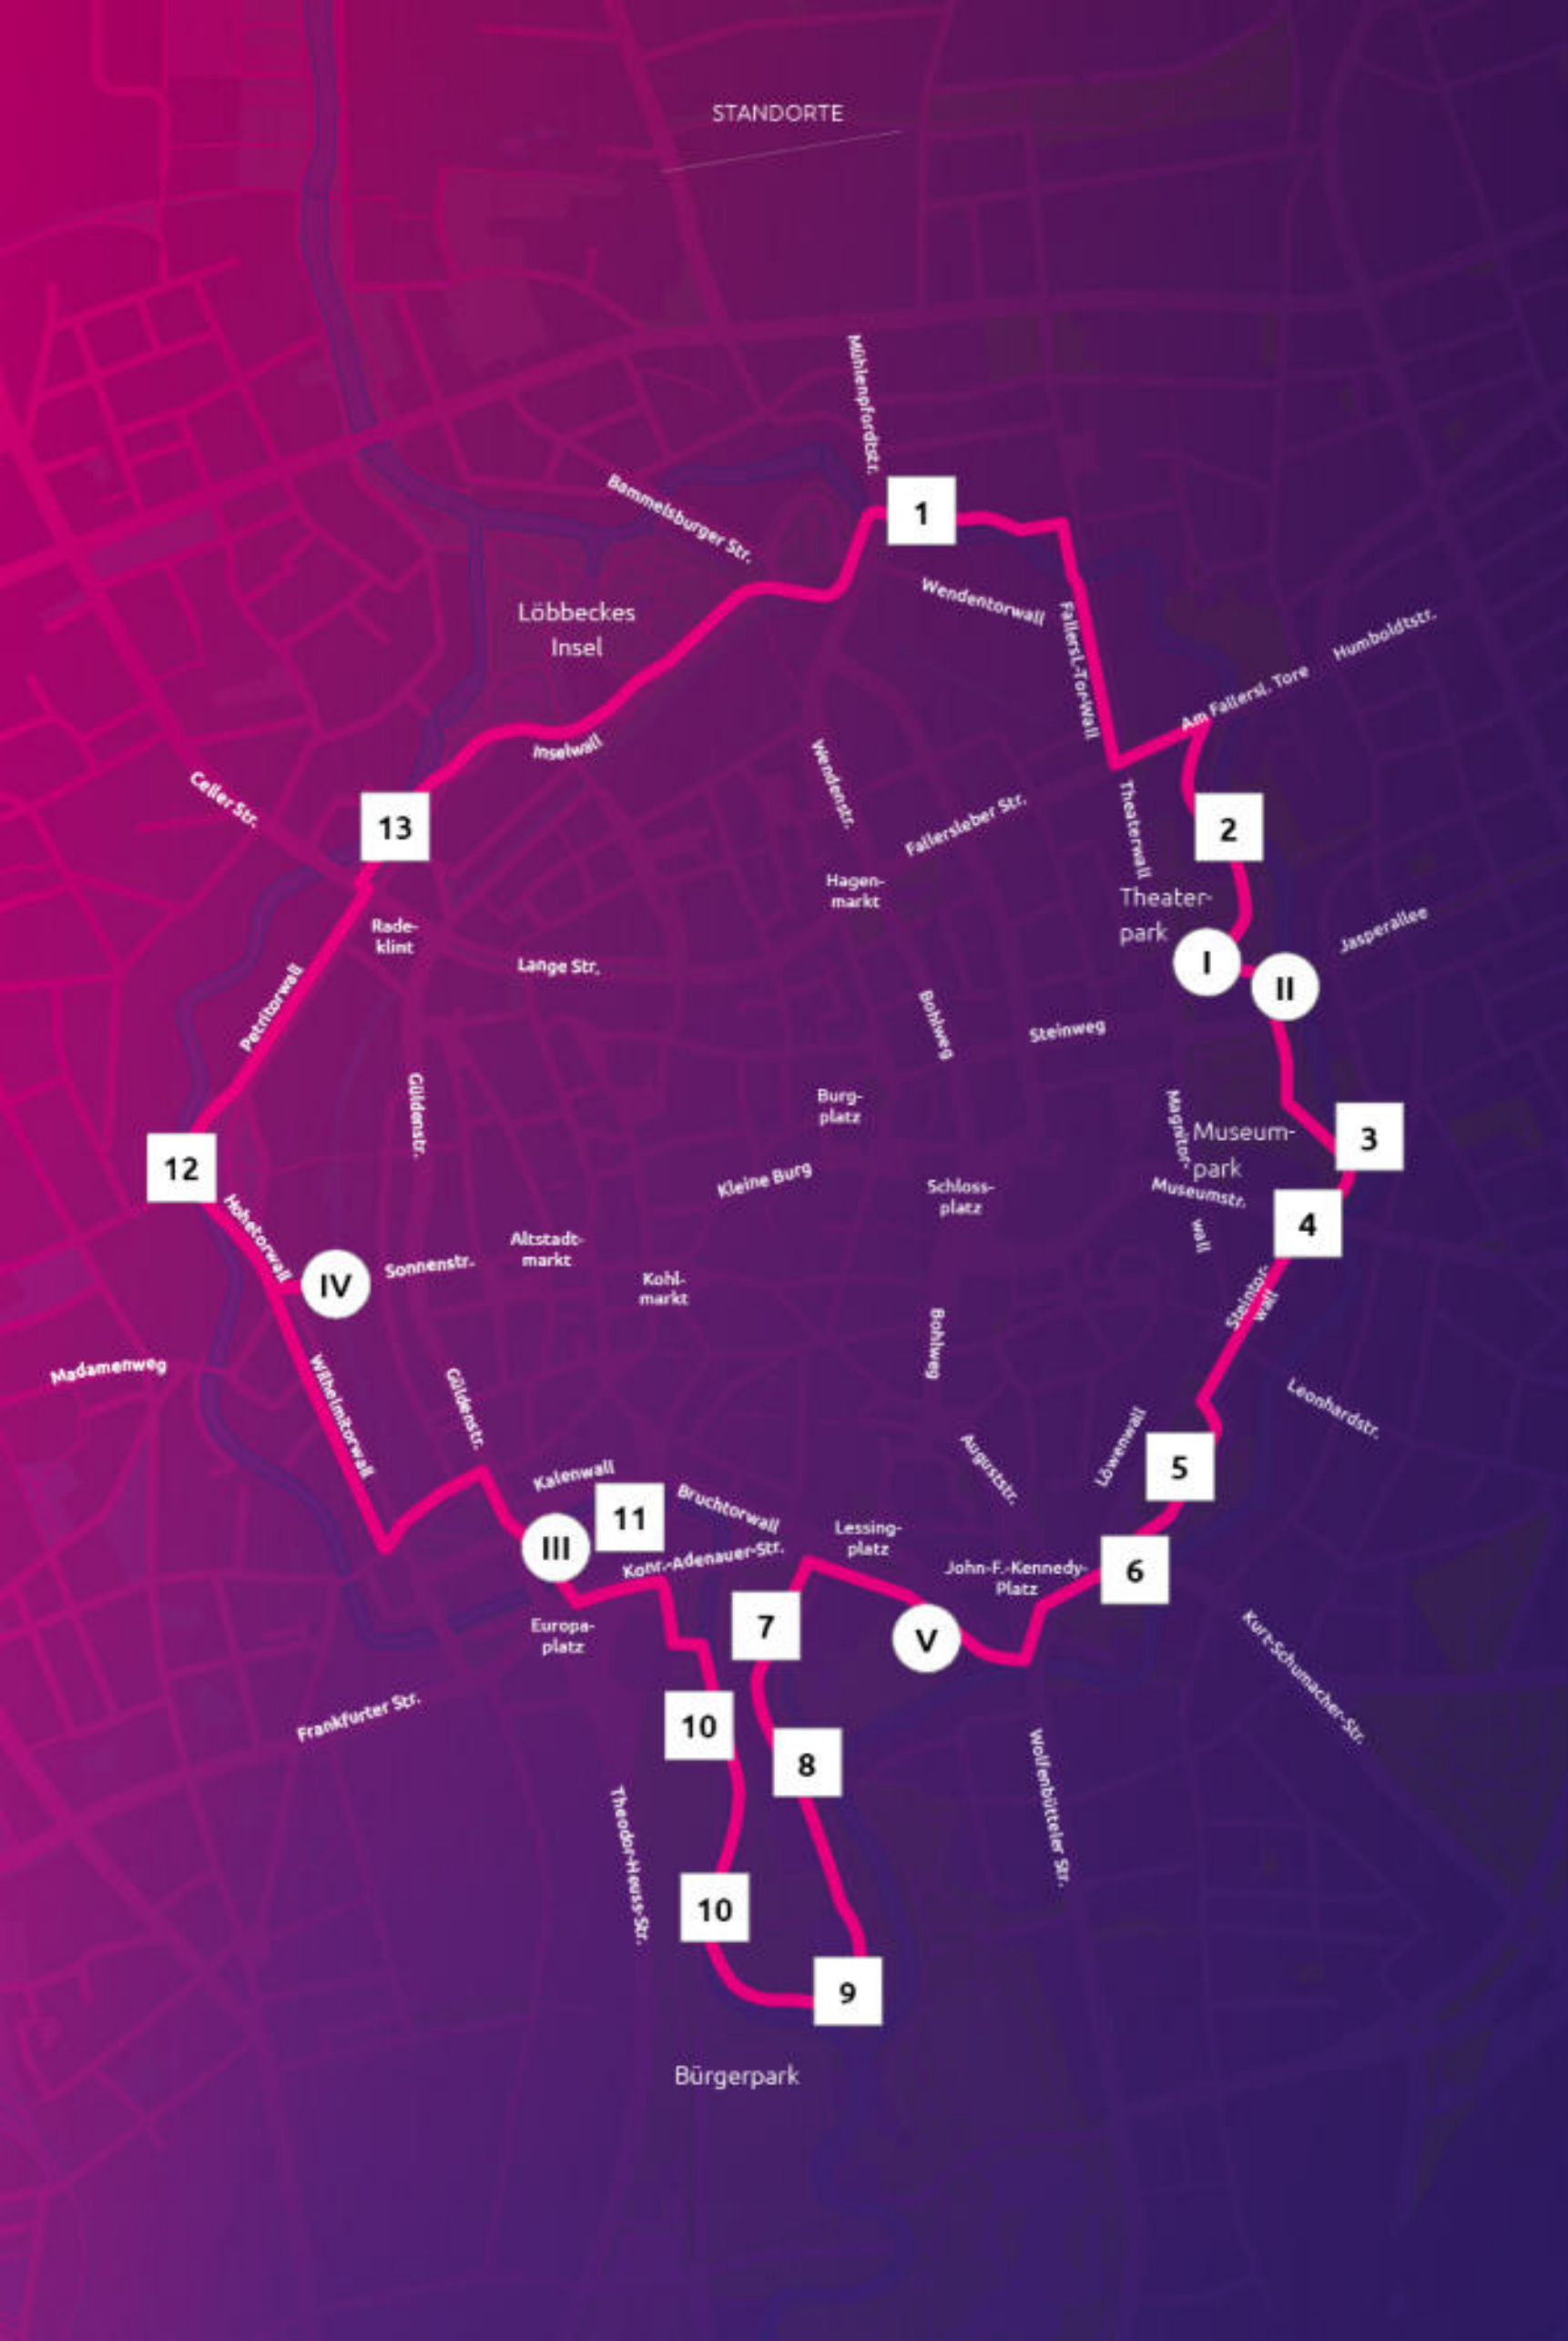 STANDORTE
Mühlenpfordtstr.
Bammelsburger Str.
1
Wendentorwall
Fallersl.-Tor-Wall
Löbbeckes
Insel
Humboldtstr.
Am Fallersl. Tore
Inselwall
Wendenstr.
Celler Str.
13
Fallersleber Str.
Theaterwall
2
Hagen-
markt
Theater-
park
Rade-
klint
Lange Str.
Jasperallee
I
II
Petritorwall
Bohlweg
Steinweg
Güldenstr.
Burg-
platz
Magnitor-
wall
Museum-
park
3
12
Kleine Burg
Schloss-
platz
Museumstr.
4
Hohetorwall
IV
Sonnenstr.
Altstadt-
markt
Kohl-
markt
Steintor-
wall
Bohlweg
Madamenweg
Wilhelmitorwall
Güldenstr.
Leonhardstr.
Löwenwall
Auguststr.
5
Kalenwall
11
Bruchtorwall
III
Konr.-Adenauer-Str.
Lessing-
platz
John-F.-Kennedy-
Platz
6
Europa-
platz
7
V
Frankfurter Str.
Kurt-Schumacher-Str.
10
8
Wolfenbütteler Str.
Theodor-Heuss-Str.
10
9
Bürgerpark